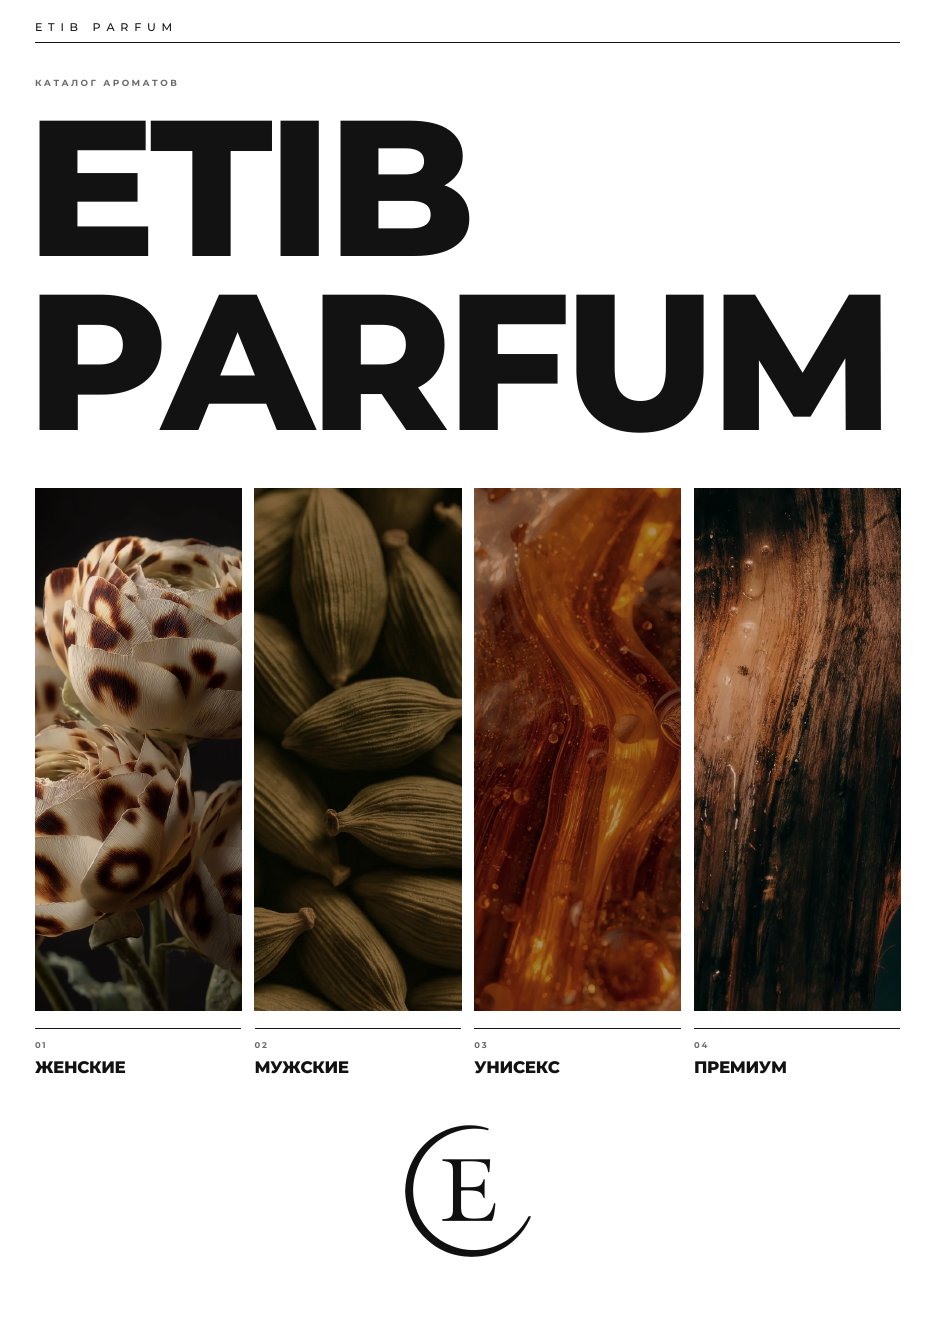 ETIB PARFUM
КАТАЛОГ АРОМАТОВ
ETIB
PARFUM
01
ЖЕНСКИЕ
02
МУЖСКИЕ
03
УНИСЕКС
04
ПРЕМИУМ
E